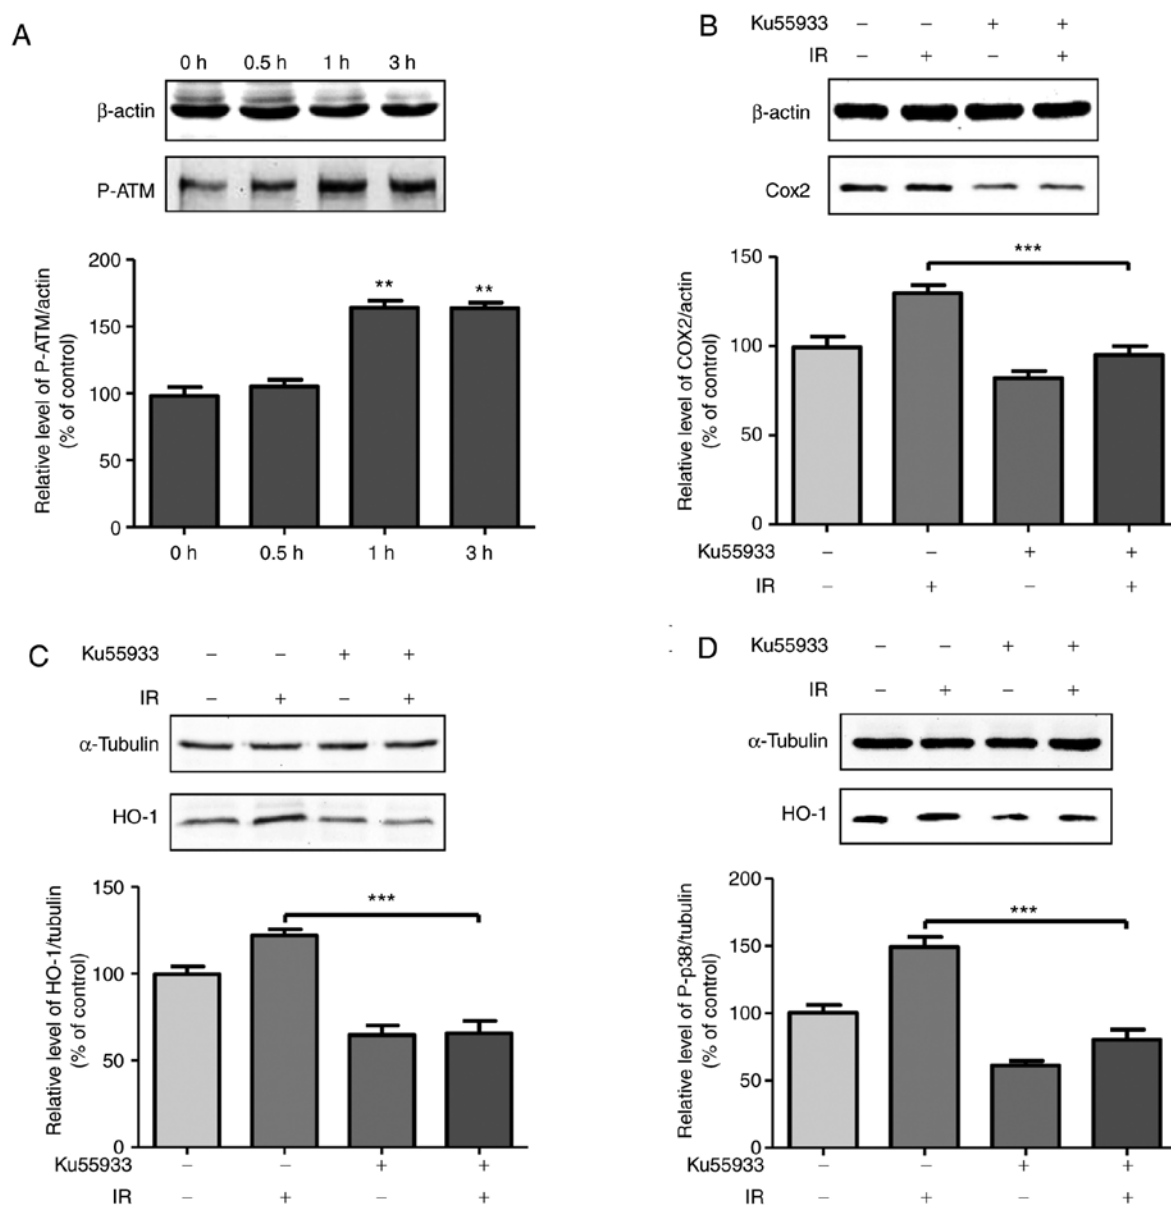 A
0 h 0.5 h 1 h 3 h
β-actin
P-ATM
Relative level of P-ATM/actin
(% of control)
200
150
100
50
0
** **
0 h 0.5 h 1 h 3 h
B
Ku55933 – – + +
IR – + – +
β-actin
Cox2
Relative level of COX2/actin
(% of control)
150
100
50
0
***
Ku55933 – – + +
IR – + – +
C
Ku55933 – – + +
IR – + – +
α-Tubulin
HO-1
Relative level of HO-1/tubulin
(% of control)
150
100
50
0
***
Ku55933 – – + +
IR – + – +
D
Ku55933 – – + +
IR – + – +
α-Tubulin
HO-1
Relative level of P-p38/tubulin
(% of control)
200
150
100
50
0
***
Ku55933 – – + +
IR – + – +